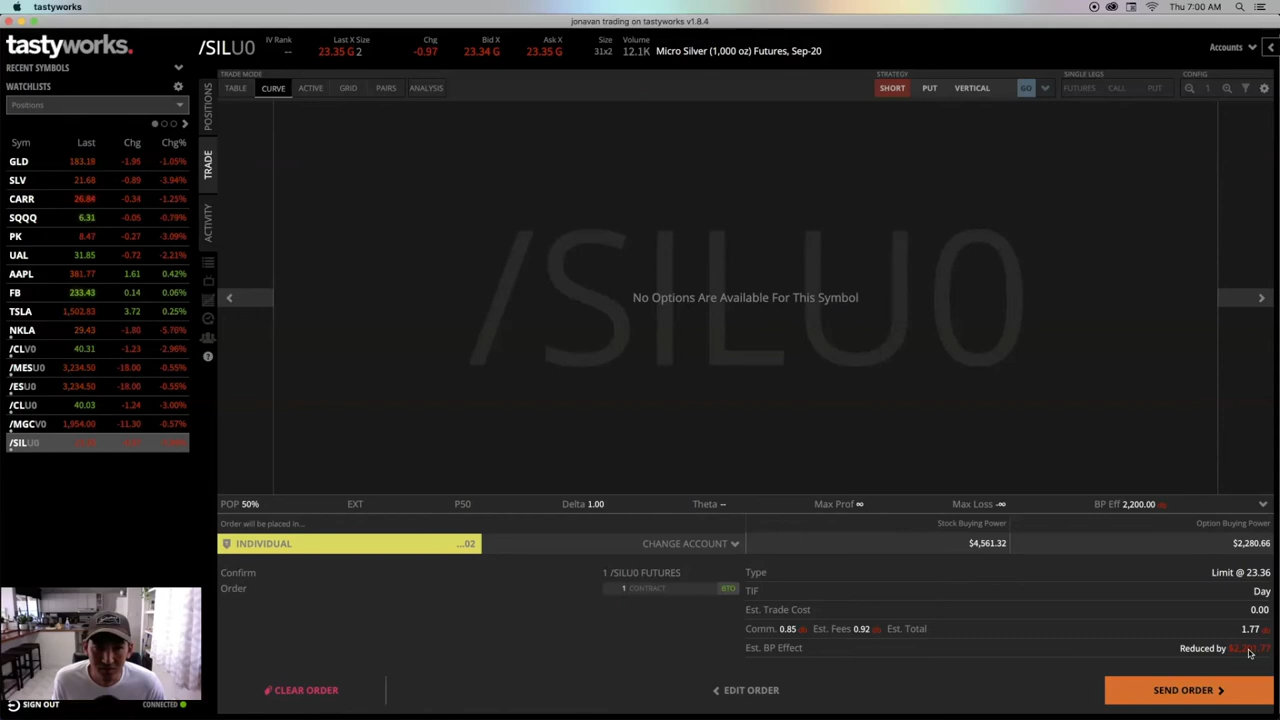 tastyworks
Thu 7:00 AM
jonavan trading on tastyworks v1.8.4
tastyworks.
/SILU0
IV Rank
--
Last X Size
23.35 G 2
Chg
-0.97
Bid X
23.34 G
Ask X
23.35 G
Size
31x2
Volume
12.1K
Micro Silver (1,000 oz) Futures, Sep-20
Accounts
RECENT SYMBOLS
WATCHLISTS
Positions
TRADE MODE
TABLE
CURVE
ACTIVE
GRID
PAIRS
ANALYSIS
STRATEGY
SHORT
PUT
VERTICAL
GO
SINGLE LEGS
FUTURES
CALL
PUT
CONFIG
1
POSITIONS
TRADE
ACTIVITY
Sym Last Chg Chg%
GLD 183.18 -1.95 -1.05%
SLV 21.68 -0.89 -3.94%
CARR 26.84 -0.34 -1.25%
SQQQ 6.31 -0.05 -0.79%
PK 8.47 -0.27 -3.09%
UAL 31.85 -0.72 -2.21%
AAPL 381.77 1.61 0.42%
FB 233.43 0.14 0.06%
TSLA 1,502.83 3.72 0.25%
NKLA 29.43 -1.80 -5.76%
/CLV0 40.31 -1.23 -2.96%
/MESU0 3,234.50 -18.00 -0.55%
/ESU0 3,234.50 -18.00 -0.55%
/CLU0 40.03 -1.24 -3.00%
/MGCV0 1,954.00 -11.30 -0.57%
/SILU0
/SILU0
No Options Are Available For This Symbol
POP 50%
EXT
P50
Delta 1.00
Theta --
Max Prof ∞
Max Loss -∞
BP Eff 2,200.00
Order will be placed in...
Stock Buying Power
Option Buying Power
INDIVIDUAL ...02
CHANGE ACCOUNT
$4,561.32
$2,280.66
Confirm
Order
1 /SILU0 FUTURES
1 CONTRACT BTO
Type Limit @ 23.36
TIF Day
Est. Trade Cost 0.00
Comm. 0.85 Est. Fees 0.92 Est. Total 1.77
Est. BP Effect Reduced by
CLEAR ORDER
EDIT ORDER
SEND ORDER
SIGN OUT
CONNECTED